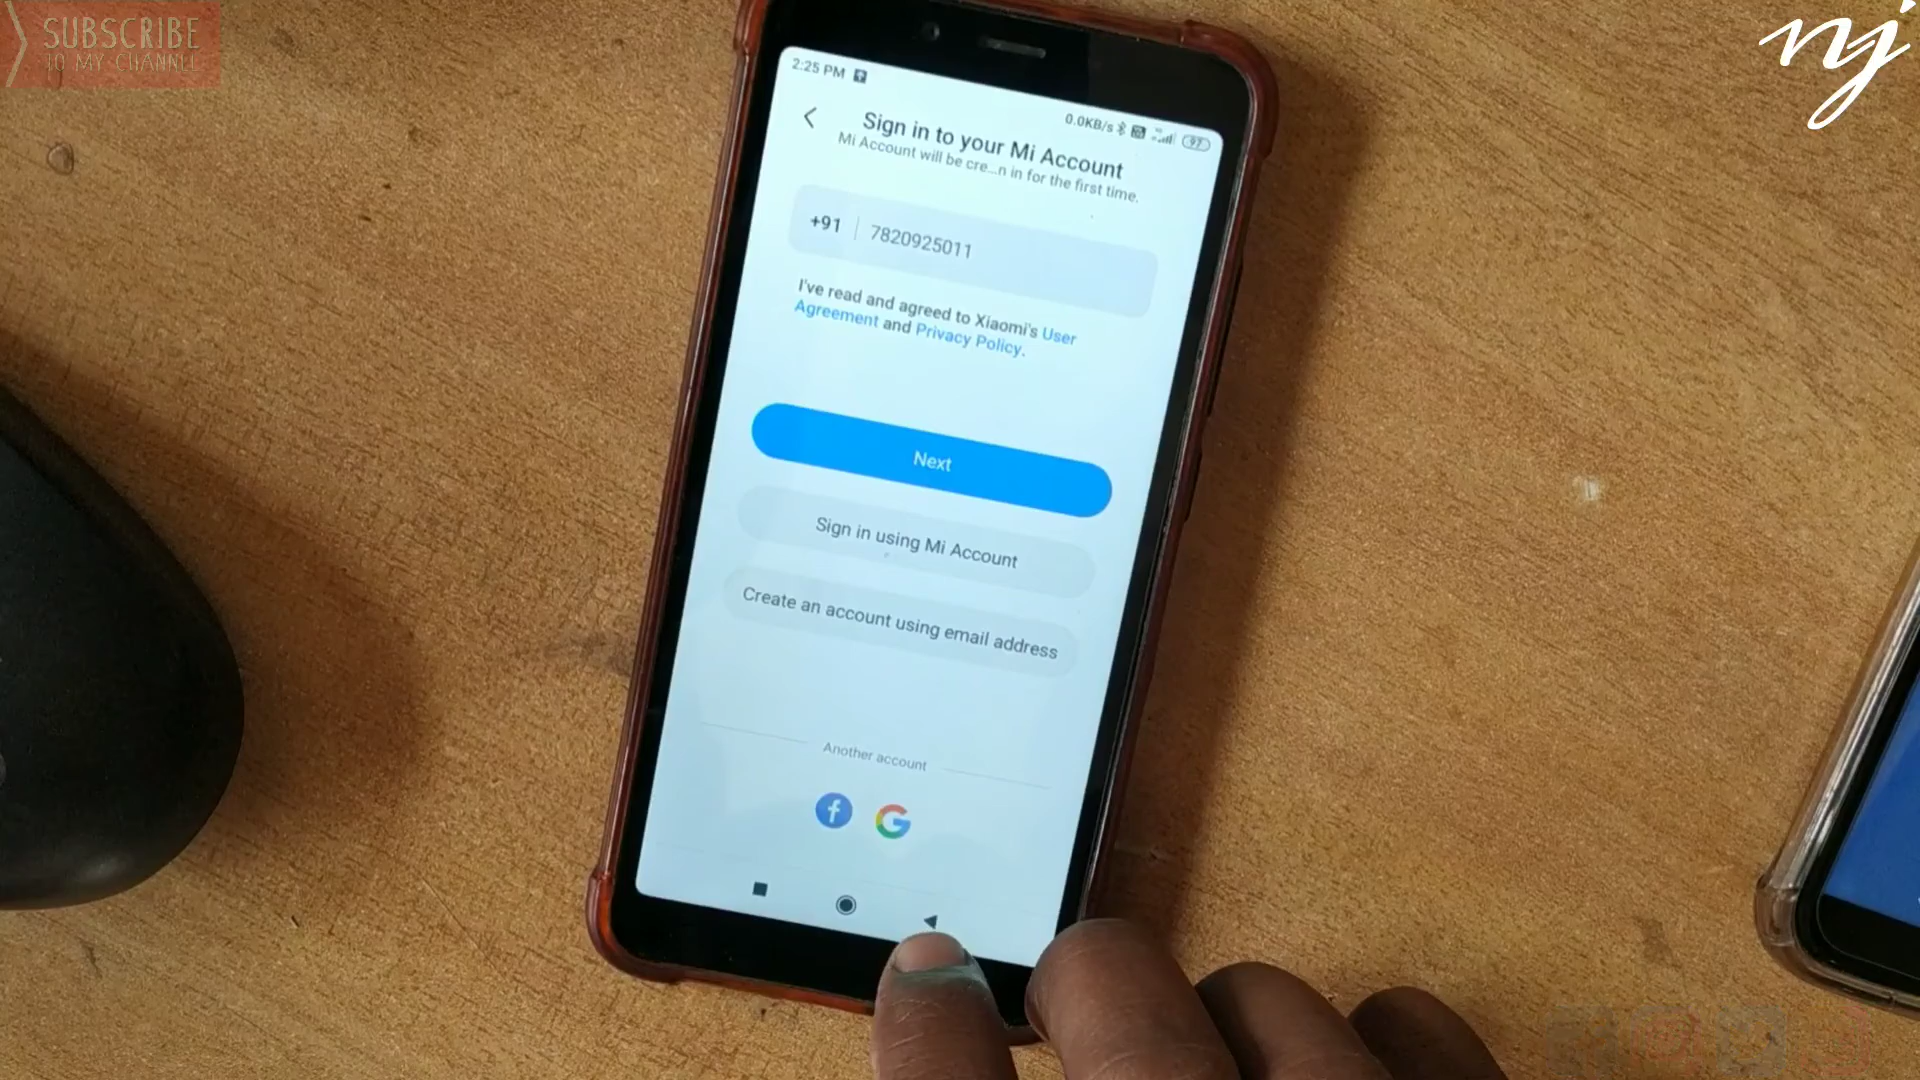 SUBSCRIBE
TO MY CHANNEL
nj
2:25 PM
0.0KB/s
97
Sign in to your Mi Account
Mi Account will be cre...n in for the first time.
+91 7820925011
I've read and agreed to Xiaomi's User
Agreement and Privacy Policy.
Next
Sign in using Mi Account
Create an account using email address
Another account
f G